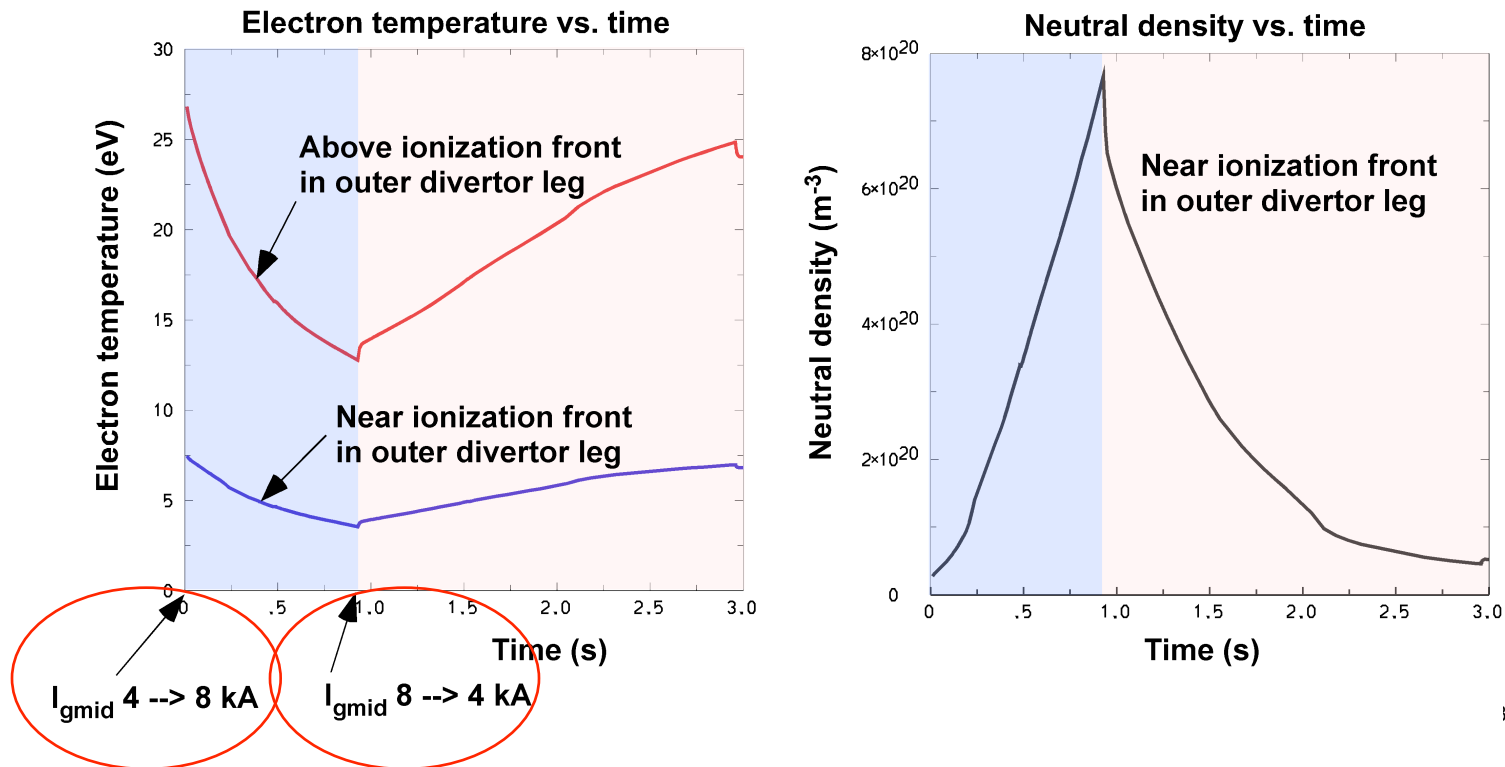 Electron temperature vs. time
30
25
20
15
10
5
0
Electron temperature (eV)
Above ionization front
in outer divertor leg
Near ionization front
in outer divertor leg
0 .5 1.0 1.5 2.0 2.5 3.0
Time (s)
I_gmid 4 --> 8 kA
I_gmid 8 --> 4 kA
Neutral density vs. time
8×10^20
6×10^20
4×10^20
2×10^20
0
Neutral density (m^-3)
Near ionization front
in outer divertor leg
0 .5 1.0 1.5 2.0 2.5 3.0
Time (s)